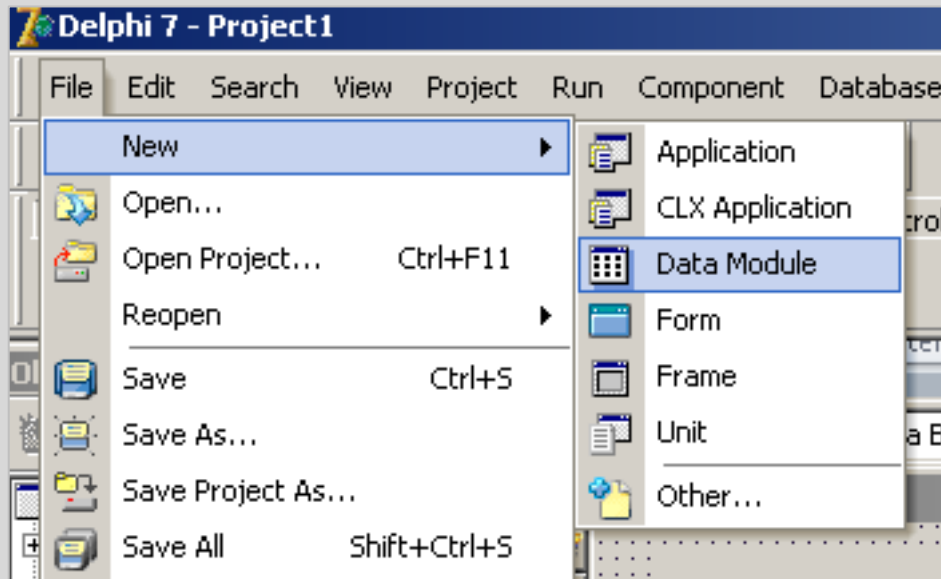 Delphi 7 - Project1
File Edit Search View Project Run Component Database
New
Open...
Open Project... Ctrl+F11
Reopen
Save Ctrl+S
Save As...
Save Project As...
Save All Shift+Ctrl+S
Application
CLX Application
Data Module
Form
Frame
Unit
Other...